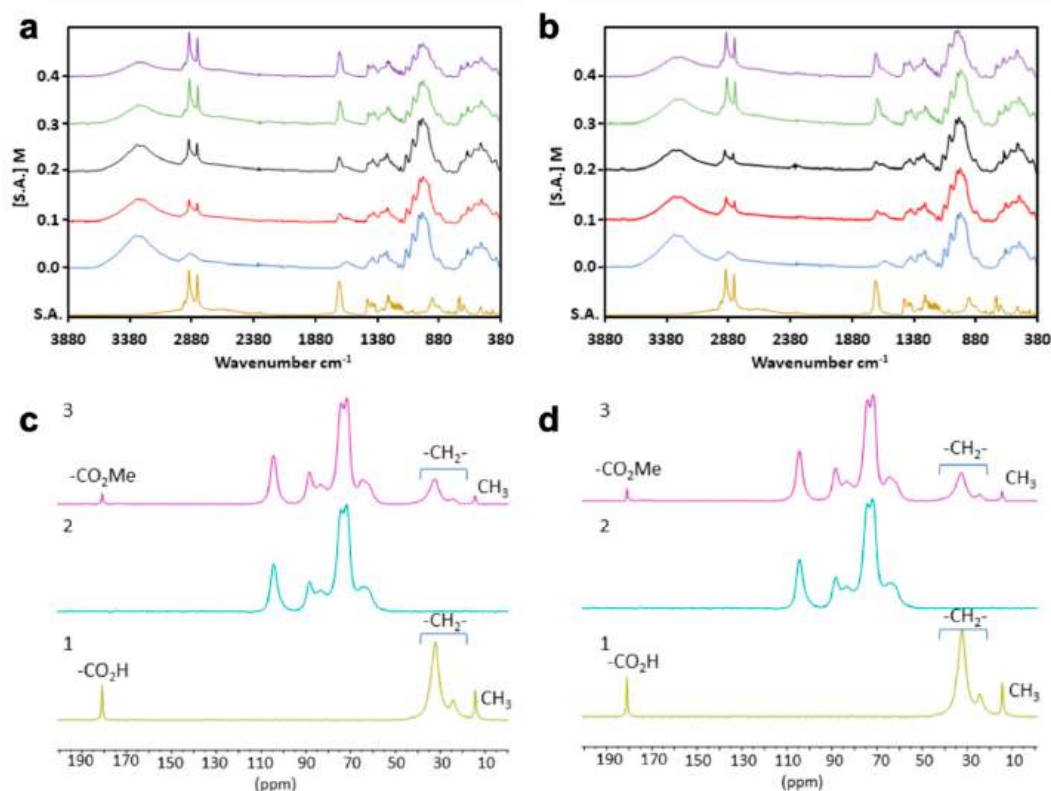 a
b
[S.A.] M
0.4
0.3
0.2
0.1
0.0
S.A.
3880 3380 2880 2380 1880 1380 880 380
Wavenumber cm-1
0.4
0.3
0.2
0.1
0.0
S.A.
3880 3380 2880 2380 1880 1380 880 380
Wavenumber cm-1
c
3
-CO2Me
-CH2-
CH3
2
1
-CO2H
-CH2-
CH3
190 170 150 130 110 90 70 50 30 10
(ppm)
d
3
-CO2Me
-CH2-
CH3
2
1
-CO2H
-CH2-
CH3
190 170 150 130 110 90 70 50 30 10
(ppm)